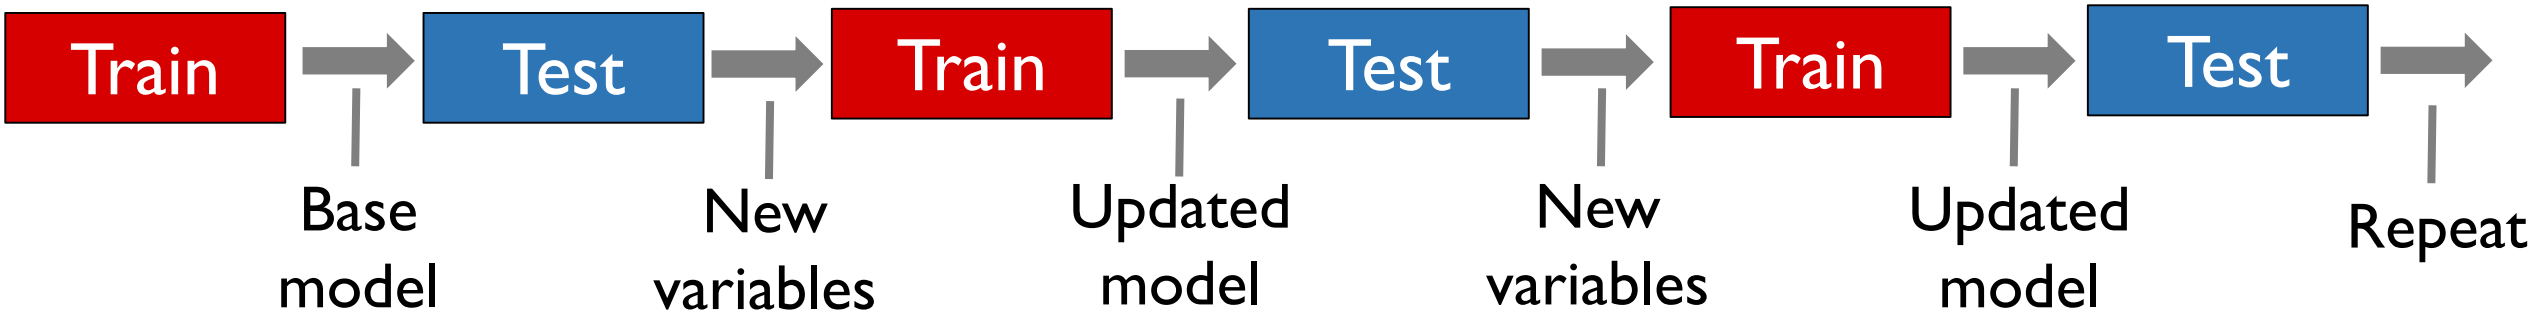 Train Test Train Test Train Test
Base model
New variables
Updated model
New variables
Updated model
Repeat